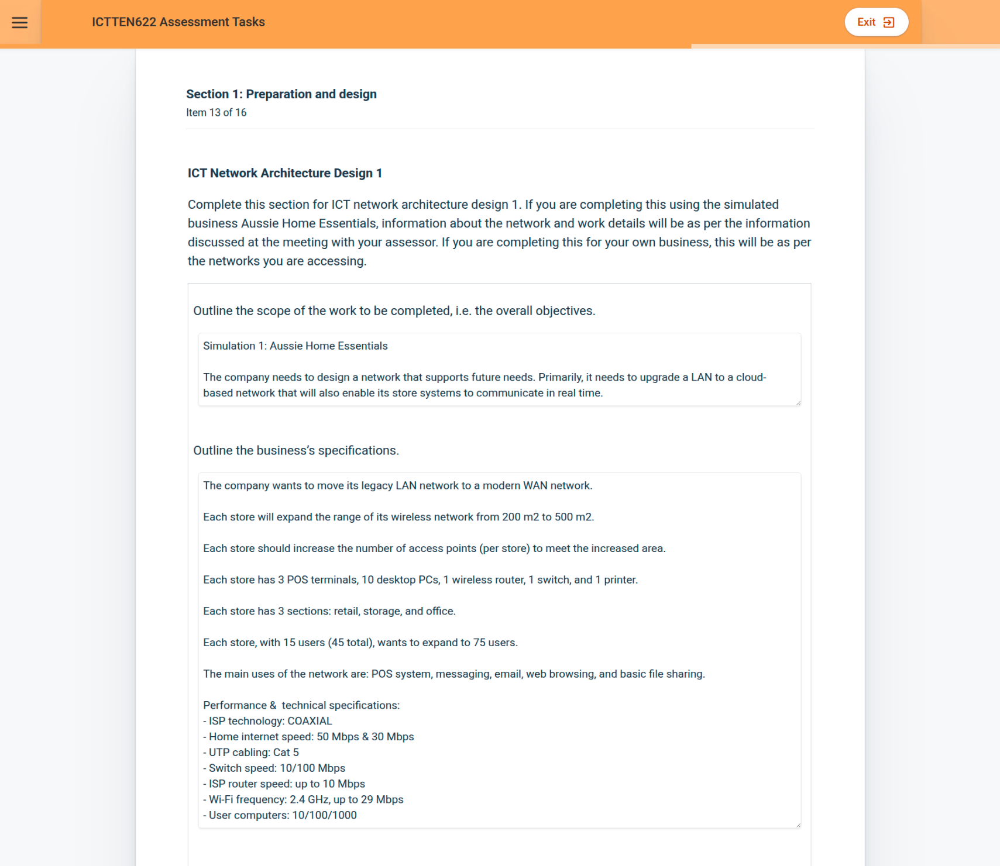 ICTTEN622 Assessment Tasks
Exit
Section 1: Preparation and design
Item 13 of 16
ICT Network Architecture Design 1
Complete this section for ICT network architecture design 1. If you are completing this using the simulated
business Aussie Home Essentials, information about the network and work details will be as per the information
discussed at the meeting with your assessor. If you are completing this for your own business, this will be as per
the networks you are accessing.
Outline the scope of the work to be completed, i.e. the overall objectives.
Simulation 1: Aussie Home Essentials
The company needs to design a network that supports future needs. Primarily, it needs to upgrade a LAN to a cloud-
based network that will also enable its store systems to communicate in real time.
Outline the business’s specifications.
The company wants to move its legacy LAN network to a modern WAN network.
Each store will expand the range of its wireless network from 200 m2 to 500 m2.
Each store should increase the number of access points (per store) to meet the increased area.
Each store has 3 POS terminals, 10 desktop PCs, 1 wireless router, 1 switch, and 1 printer.
Each store has 3 sections: retail, storage, and office.
Each store, with 15 users (45 total), wants to expand to 75 users.
The main uses of the network are: POS system, messaging, email, web browsing, and basic file sharing.
Performance &  technical specifications:
- ISP technology: COAXIAL
- Home internet speed: 50 Mbps & 30 Mbps
- UTP cabling: Cat 5
- Switch speed: 10/100 Mbps
- ISP router speed: up to 10 Mbps
- Wi-Fi frequency: 2.4 GHz, up to 29 Mbps
- User computers: 10/100/1000